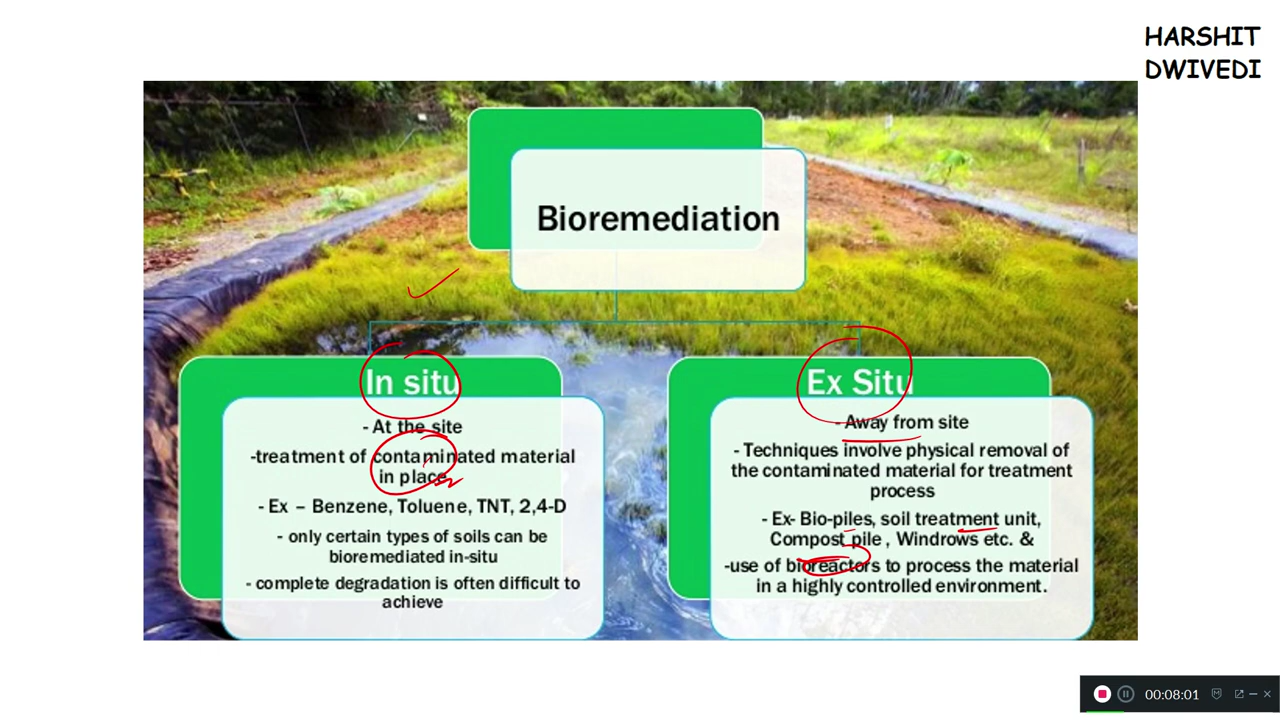 HARSHIT
DWIVEDI
Bioremediation
In situ
- At the site
-treatment of contaminated material
in place
- Ex – Benzene, Toluene, TNT, 2,4-D
- only certain types of soils can be
bioremediated in-situ
- complete degradation is often difficult to
achieve
Ex Situ
- Away from site
- Techniques involve physical removal of
the contaminated material for treatment
process
- Ex- Bio-piles, soil treatment unit,
Compost pile , Windrows etc. &
-use of bioreactors to process the material
in a highly controlled environment.
00:08:01